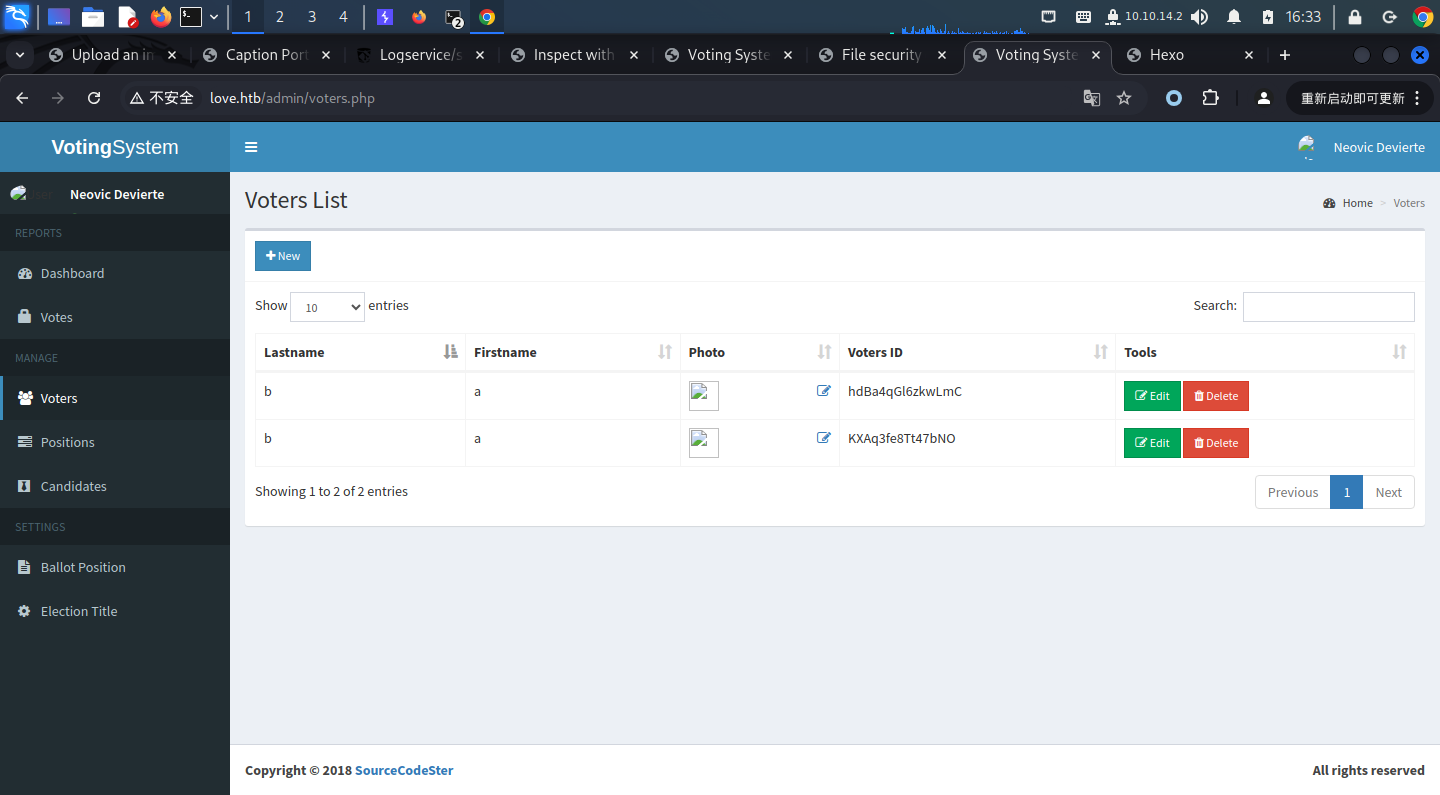 1 2 3 4 2 10.10.14.2 16:33
Upload an in Caption Port Logservice/s Inspect with Voting Syste File security Voting Syste Hexo
不安全 love.htb/admin/voters.php 重新启动即可更新
VotingSystem Neovic Devierte
Neovic Devierte
REPORTS
Dashboard
Votes
MANAGE
Voters
Positions
Candidates
SETTINGS
Ballot Position
Election Title
Voters List Home > Voters
New
Show 10 entries Search:
Lastname Firstname Photo Voters ID Tools
b a hdBa4qGl6zkwLmC Edit Delete
b a KXAq3fe8Tt47bNO Edit Delete
Showing 1 to 2 of 2 entries Previous 1 Next
Copyright © 2018 SourceCodeSter All rights reserved